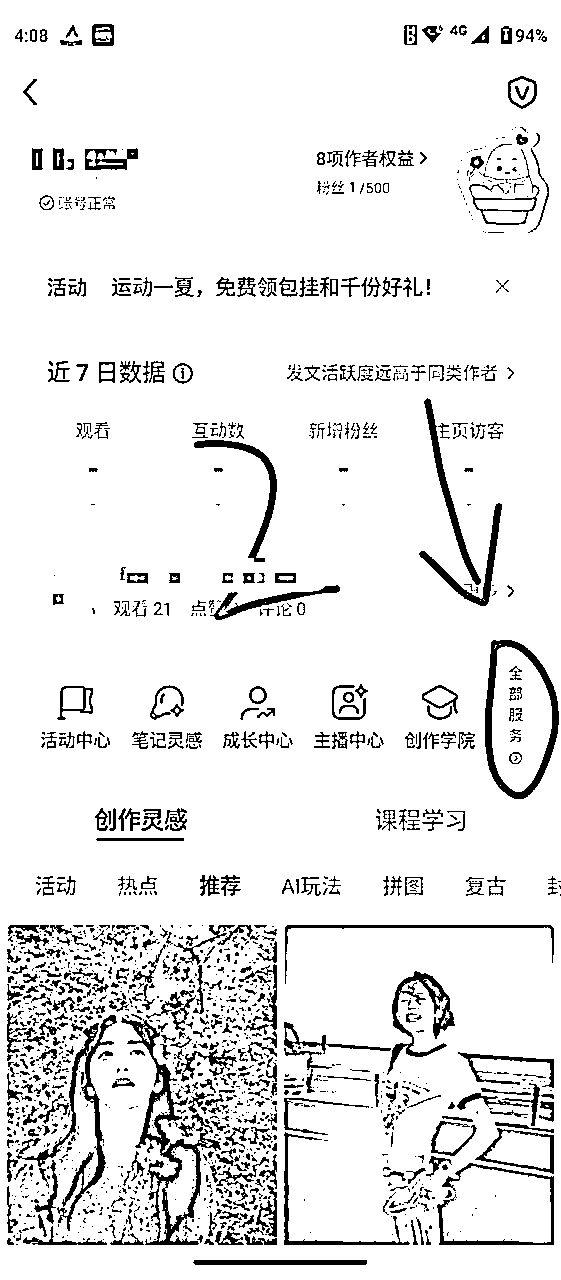 4:08 4G 94%
8项作者权益
粉丝 1/500
账号正常
活动 运动一夏，免费领包挂和千份好礼！
近 7 日数据 发文活跃度远高于同类作者
观看 互动数 新增粉丝 主页访客
- - - -
观看 21 点赞 评论 0
全部服务
活动中心 笔记灵感 成长中心 主播中心 创作学院
创作灵感 课程学习
活动 热点 推荐 AI玩法 拼图 复古